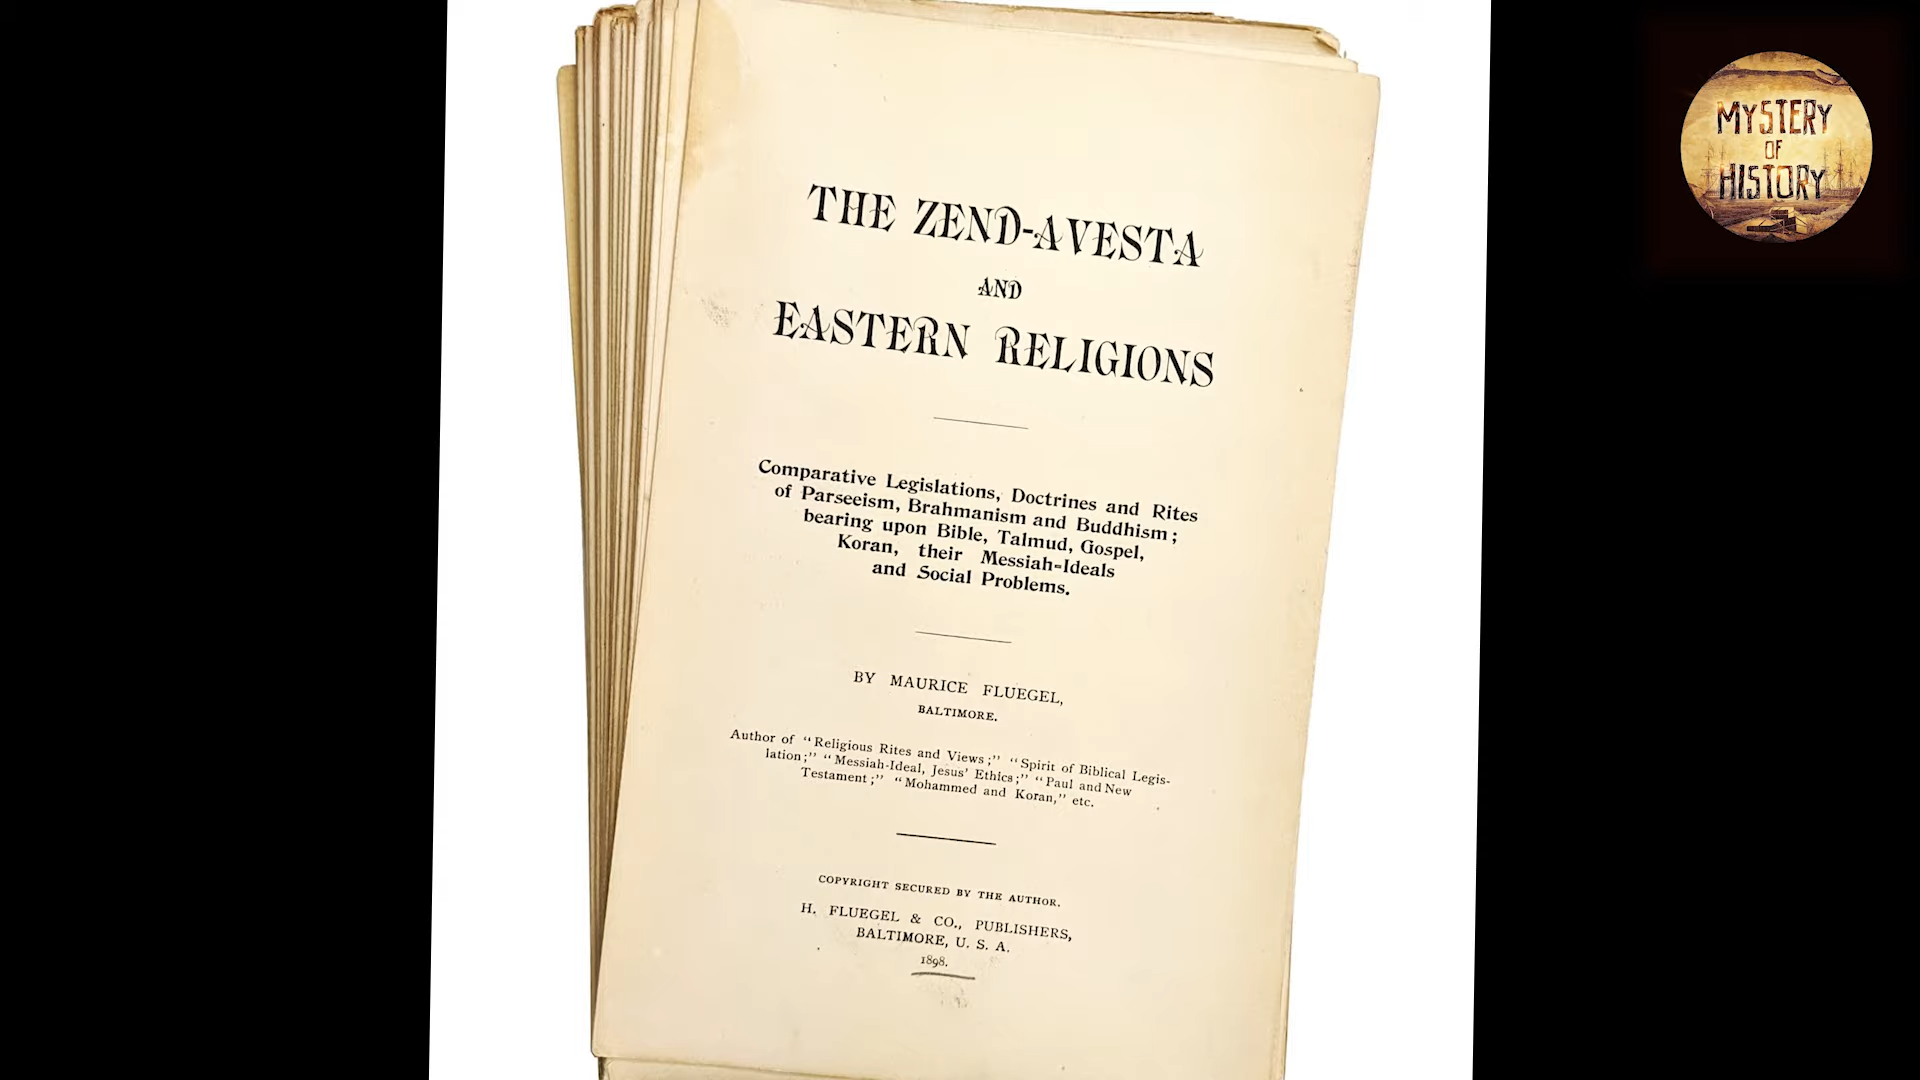 THE ZEND-AVESTA
AND
EASTERN RELIGIONS
Comparative Legislations, Doctrines and Rites
of Parseeism, Brahmanism and Buddhism;
bearing upon Bible, Talmud, Gospel,
Koran, their Messiah-Ideals
and Social Problems.
BY MAURICE FLUEGEL,
BALTIMORE.
Author of “Religious Rites and Views;” “Spirit of Biblical Legis-
lation;” “Messiah-Ideal, Jesus’ Ethics;” “Paul and New
Testament;” “Mohammed and Koran,” etc.
COPYRIGHT SECURED BY THE AUTHOR.
H. FLUEGEL & CO., PUBLISHERS,
BALTIMORE, U. S. A.
1898.
MYSTERY
OF
HISTORY